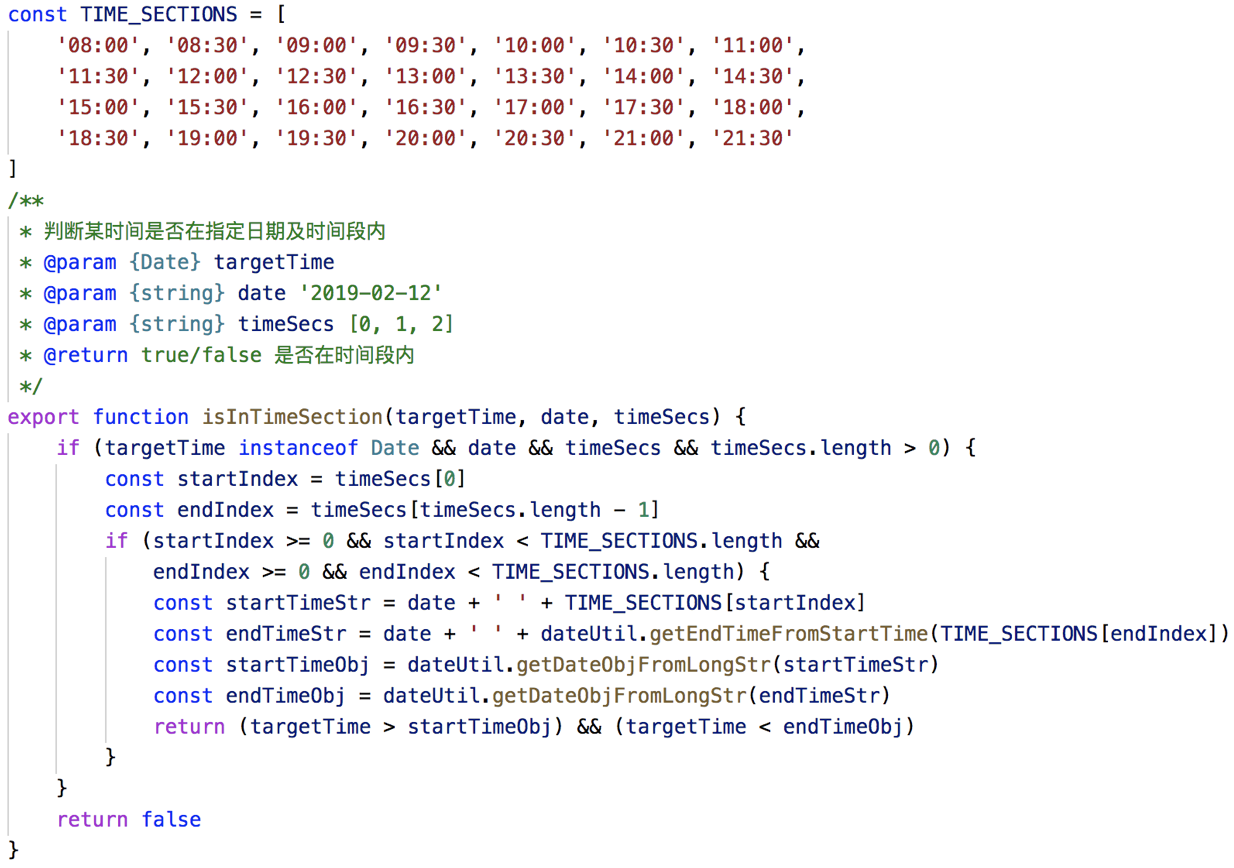 const TIME_SECTIONS = [
    '08:00', '08:30', '09:00', '09:30', '10:00', '10:30', '11:00',
    '11:30', '12:00', '12:30', '13:00', '13:30', '14:00', '14:30',
    '15:00', '15:30', '16:00', '16:30', '17:00', '17:30', '18:00',
    '18:30', '19:00', '19:30', '20:00', '20:30', '21:00', '21:30'
]
/**
 * 判断某时间是否在指定日期及时间段内
 * @param {Date} targetTime
 * @param {string} date '2019-02-12'
 * @param {string} timeSecs [0, 1, 2]
 * @return true/false 是否在时间段内
 */
export function isInTimeSection(targetTime, date, timeSecs) {
    if (targetTime instanceof Date && date && timeSecs && timeSecs.length > 0) {
        const startIndex = timeSecs[0]
        const endIndex = timeSecs[timeSecs.length - 1]
        if (startIndex >= 0 && startIndex < TIME_SECTIONS.length &&
            endIndex >= 0 && endIndex < TIME_SECTIONS.length) {
            const startTimeStr = date + ' ' + TIME_SECTIONS[startIndex]
            const endTimeStr = date + ' ' + dateUtil.getEndTimeFromStartTime(TIME_SECTIONS[endIndex])
            const startTimeObj = dateUtil.getDateObjFromLongStr(startTimeStr)
            const endTimeObj = dateUtil.getDateObjFromLongStr(endTimeStr)
            return (targetTime > startTimeObj) && (targetTime < endTimeObj)
        }
    }
    return false
}